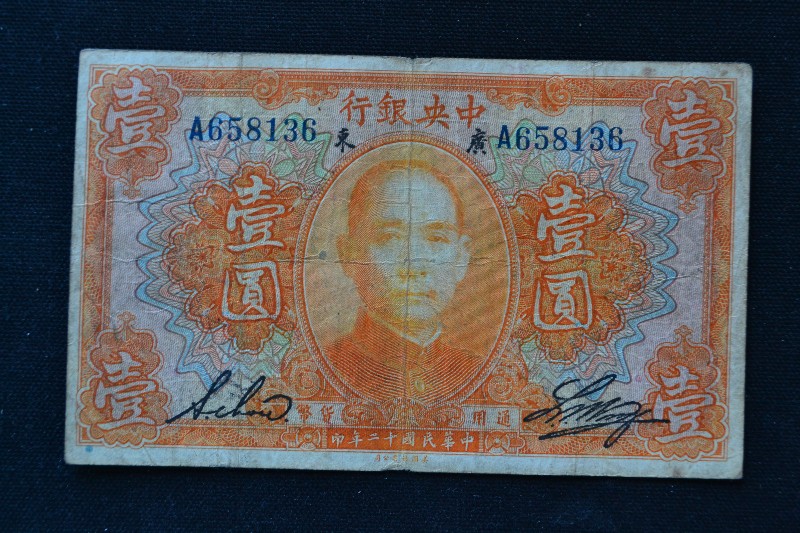 壹 壹
中央銀行
A658136 廣東 A658136
壹圓 壹圓
壹 壹
通用貨幣
S. Chow.
中華民國十二年印